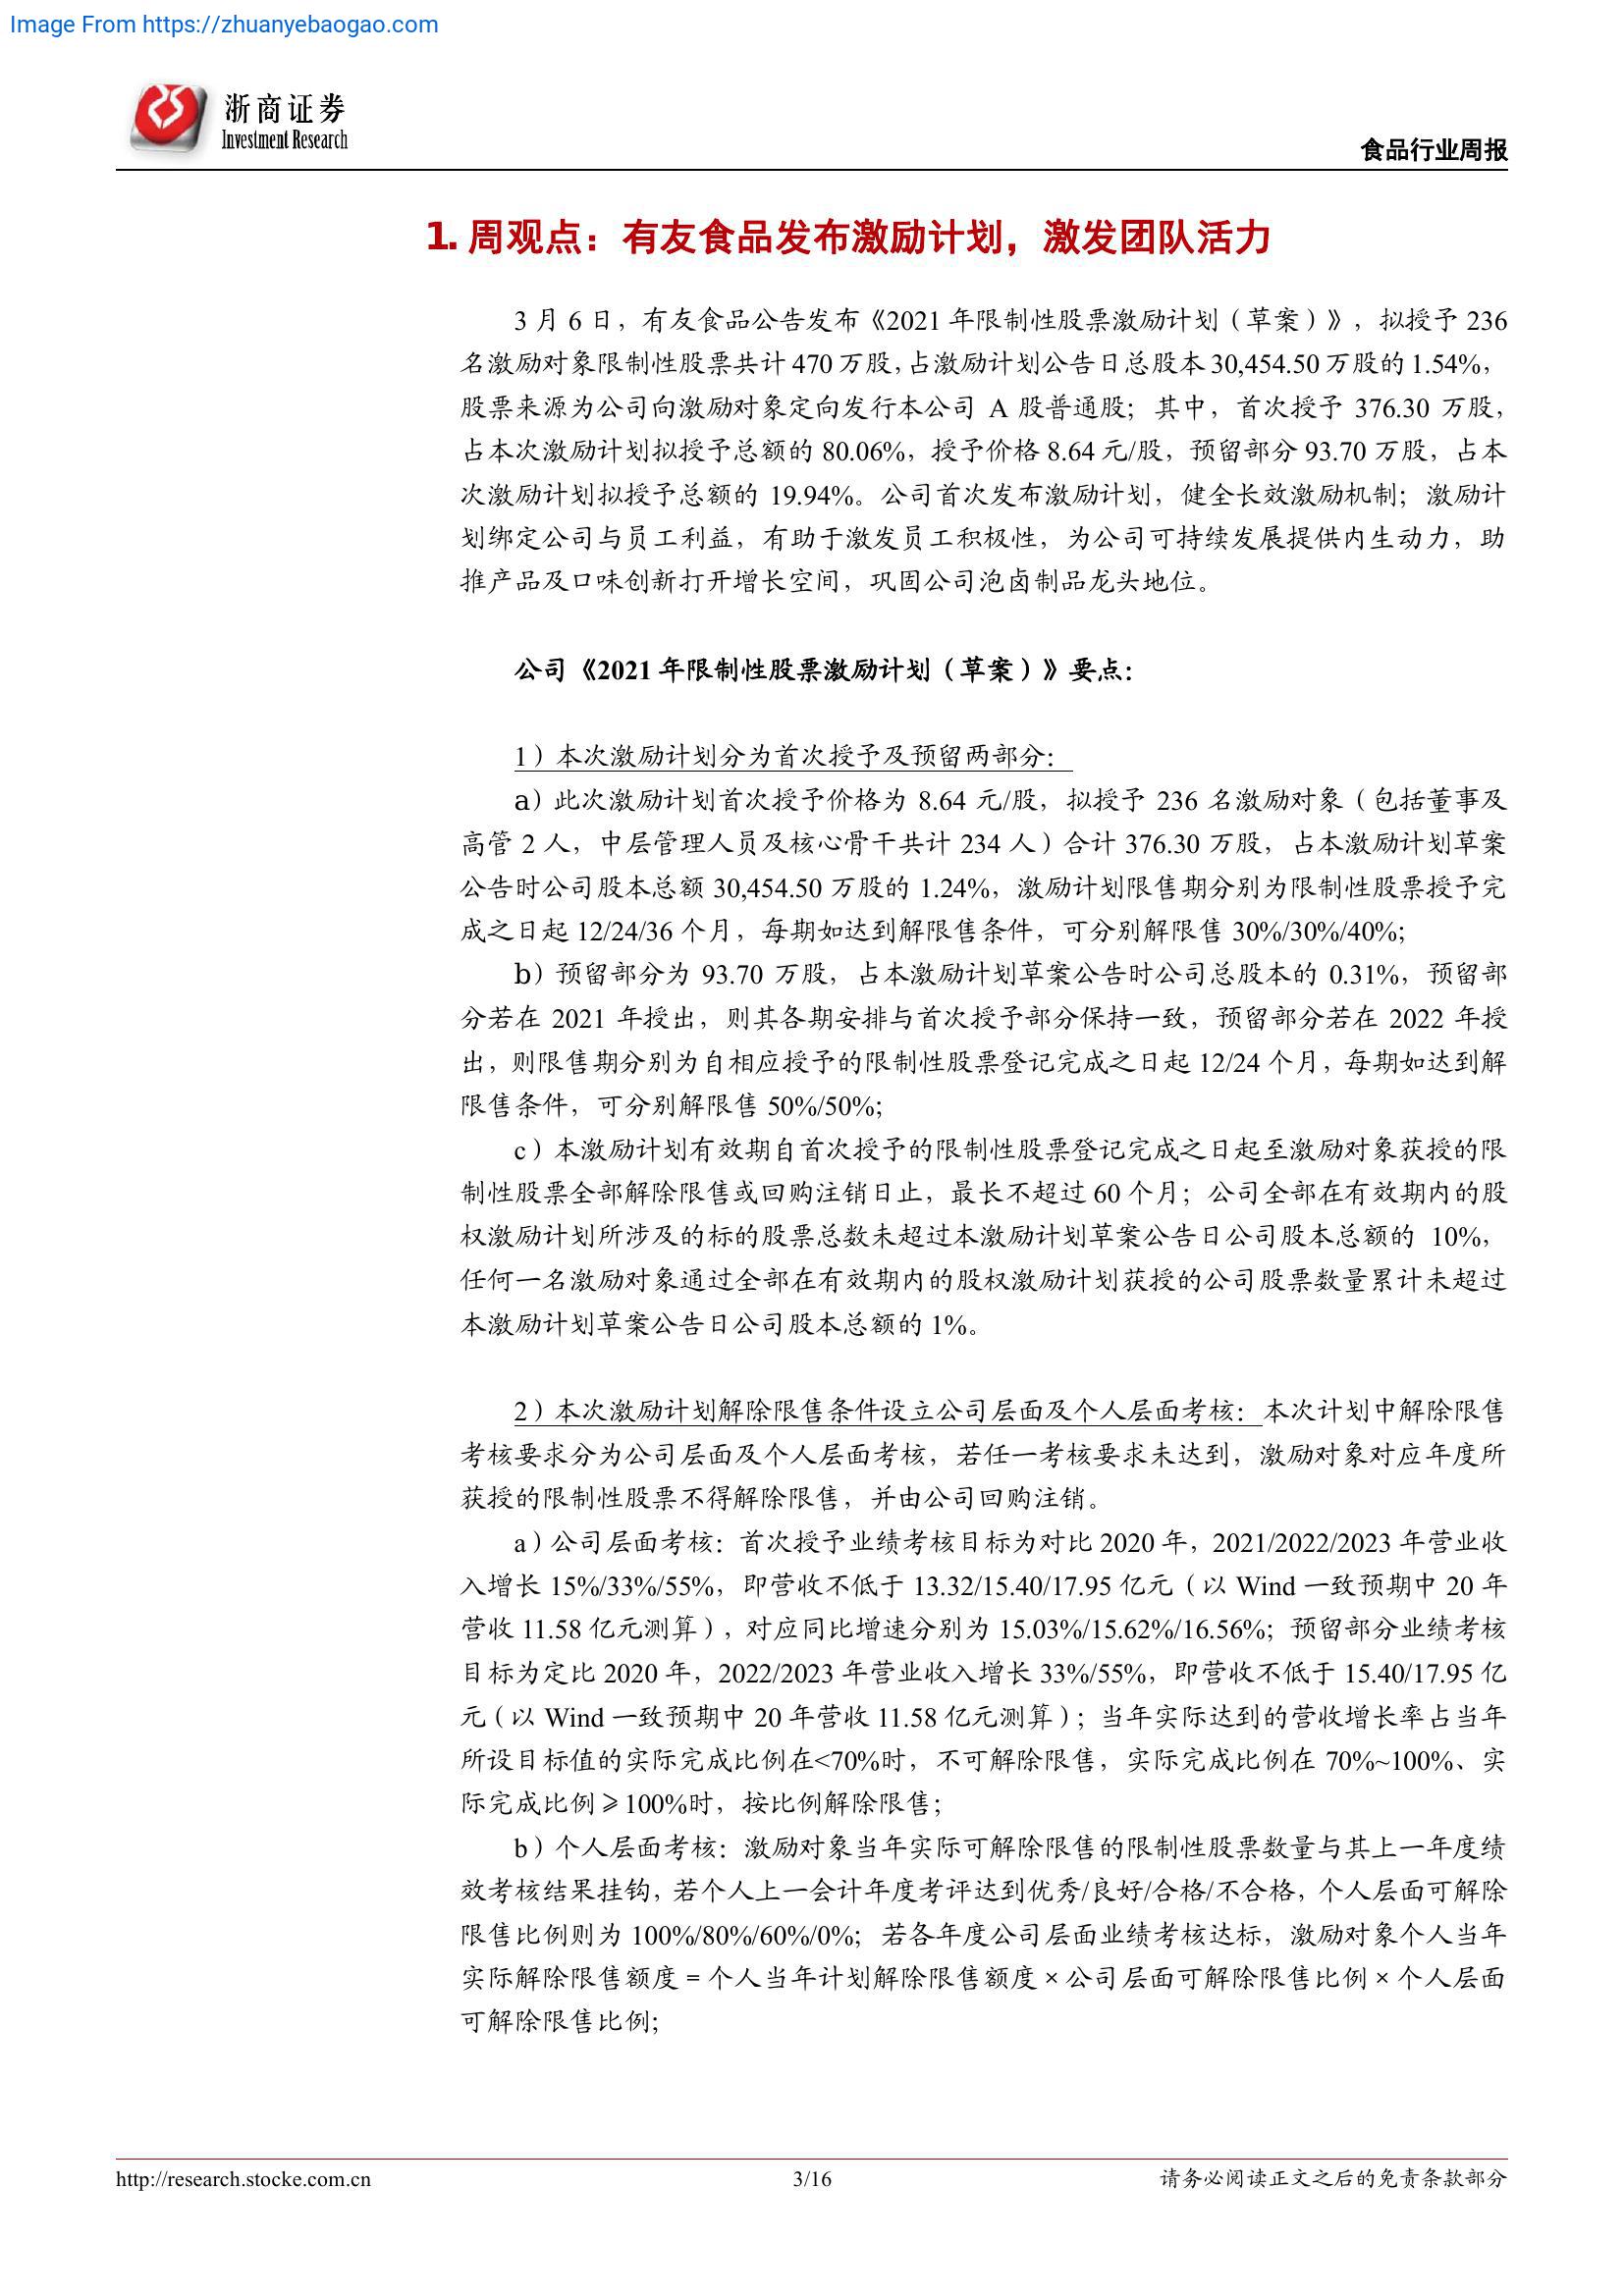 Image From https://zhuanyebaogao.com
浙商证券
Investment Research
食品行业周报
1. 周观点：有友食品发布激励计划，激发团队活力
3 月 6 日，有友食品公告发布《2021 年限制性股票激励计划（草案）》，拟授予 236
名激励对象限制性股票共计 470 万股，占激励计划公告日总股本 30,454.50 万股的 1.54%，
股票来源为公司向激励对象定向发行本公司 A 股普通股；其中，首次授予 376.30 万股，
占本次激励计划拟授予总额的 80.06%，授予价格 8.64 元/股，预留部分 93.70 万股，占本
次激励计划拟授予总额的 19.94%。公司首次发布激励计划，健全长效激励机制；激励计
划绑定公司与员工利益，有助于激发员工积极性，为公司可持续发展提供内生动力，助
推产品及口味创新打开增长空间，巩固公司泡卤制品龙头地位。
公司《2021 年限制性股票激励计划（草案）》要点：
1）本次激励计划分为首次授予及预留两部分：
a）此次激励计划首次授予价格为 8.64 元/股，拟授予 236 名激励对象（包括董事及
高管 2 人，中层管理人员及核心骨干共计 234 人）合计 376.30 万股，占本激励计划草案
公告时公司股本总额 30,454.50 万股的 1.24%，激励计划限售期分别为限制性股票授予完
成之日起 12/24/36 个月，每期如达到解限售条件，可分别解限售 30%/30%/40%;
b）预留部分为 93.70 万股，占本激励计划草案公告时公司总股本的 0.31%，预留部
分若在 2021 年授出，则其各期安排与首次授予部分保持一致，预留部分若在 2022 年授
出，则限售期分别为自相应授予的限制性股票登记完成之日起 12/24 个月，每期如达到解
限售条件，可分别解限售 50%/50%;
c）本激励计划有效期自首次授予的限制性股票登记完成之日起至激励对象获授的限
制性股票全部解除限售或回购注销日止，最长不超过 60 个月；公司全部在有效期内的股
权激励计划所涉及的标的股票总数未超过本激励计划草案公告日公司股本总额的 10%，
任何一名激励对象通过全部在有效期内的股权激励计划获授的公司股票数量累计未超过
本激励计划草案公告日公司股本总额的 1%。
2）本次激励计划解除限售条件设立公司层面及个人层面考核：本次计划中解除限售
考核要求分为公司层面及个人层面考核，若任一考核要求未达到，激励对象对应年度所
获授的限制性股票不得解除限售，并由公司回购注销。
a）公司层面考核：首次授予业绩考核目标为对比 2020 年，2021/2022/2023 年营业收
入增长 15%/33%/55%，即营收不低于 13.32/15.40/17.95 亿元（以 Wind 一致预期中 20 年
营收 11.58 亿元测算），对应同比增速分别为 15.03%/15.62%/16.56%；预留部分业绩考核
目标为定比 2020 年，2022/2023 年营业收入增长 33%/55%，即营收不低于 15.40/17.95 亿
元（以 Wind 一致预期中 20 年营收 11.58 亿元测算）；当年实际达到的营收增长率占当年
所设目标值的实际完成比例在<70%时，不可解除限售，实际完成比例在 70%~100%、实
际完成比例≥100%时，按比例解除限售；
b）个人层面考核：激励对象当年实际可解除限售的限制性股票数量与其上一年度绩
效考核结果挂钩，若个人上一会计年度考评达到优秀/良好/合格/不合格，个人层面可解除
限售比例则为 100%/80%/60%/0%；若各年度公司层面业绩考核达标，激励对象个人当年
实际解除限售额度 = 个人当年计划解除限售额度 × 公司层面可解除限售比例 × 个人层面
可解除限售比例；
http://research.stocke.com.cn
3/16
请务必阅读正文之后的免责条款部分